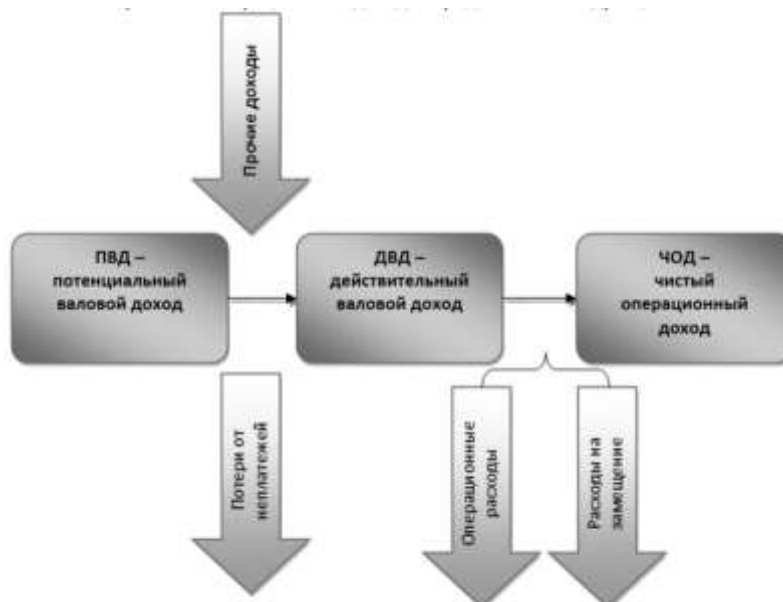 Прочие доходы
ПВД –
потенциальный
валовой доход
ДВД –
действительный
валовой доход
ЧОД –
чистый
операционный
доход
Потери от
неплатежей
Операционные
расходы
Расходы на
замещение